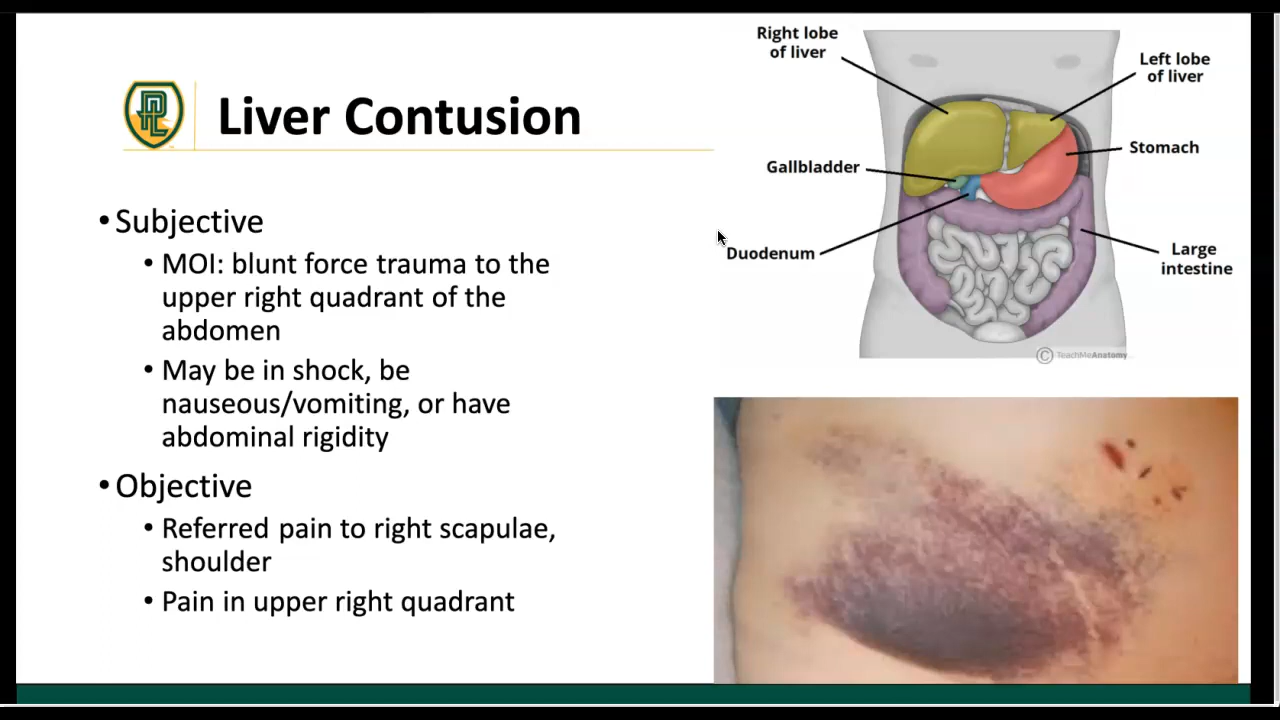 Liver Contusion
• Subjective
• MOI: blunt force trauma to the
upper right quadrant of the
abdomen
• May be in shock, be
nauseous/vomiting, or have
abdominal rigidity
• Objective
• Referred pain to right scapulae,
shoulder
• Pain in upper right quadrant
Right lobe
of liver
Left lobe
of liver
Stomach
Gallbladder
Duodenum
Large
intestine
© TeachMeAnatomy